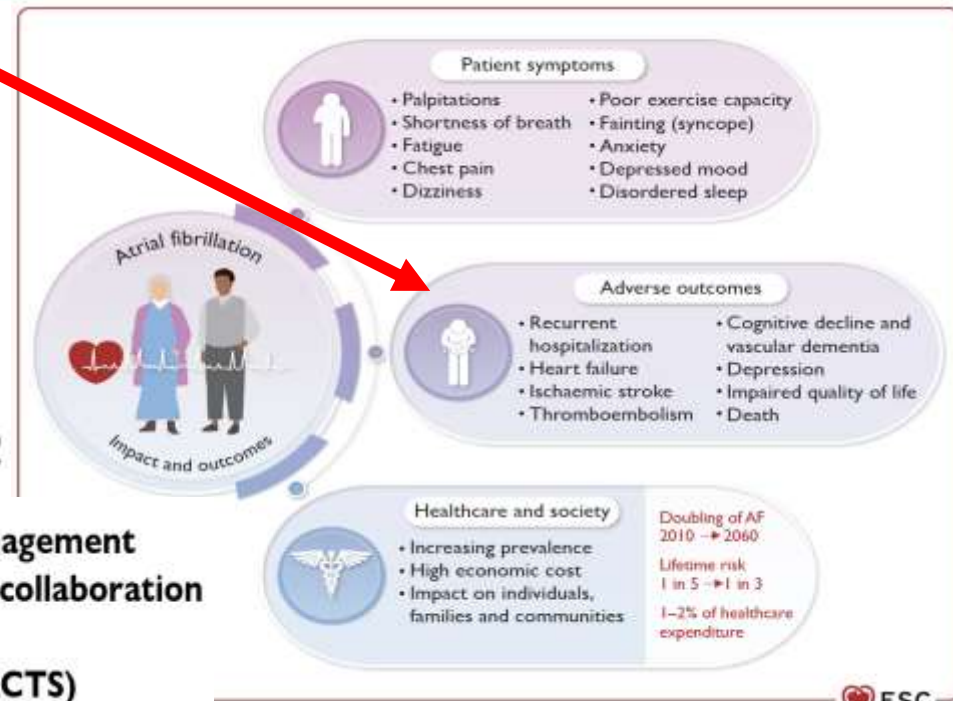 Patient symptoms
• Palpitations
• Shortness of breath
• Fatigue
• Chest pain
• Dizziness
• Poor exercise capacity
• Fainting (syncope)
• Anxiety
• Depressed mood
• Disordered sleep
Atrial fibrillation
Impact and outcomes
Adverse outcomes
• Recurrent
hospitalization
• Heart failure
• Ischaemic stroke
• Thromboembolism
• Cognitive decline and
vascular dementia
• Depression
• Impaired quality of life
• Death
Healthcare and society
• Increasing prevalence
• High economic cost
• Impact on individuals,
families and communities
Doubling of AF
2010 → 2060
Lifetime risk
1 in 5 → 1 in 3
1–2% of healthcare
expenditure
agement
collaboration
CTS)
ESC